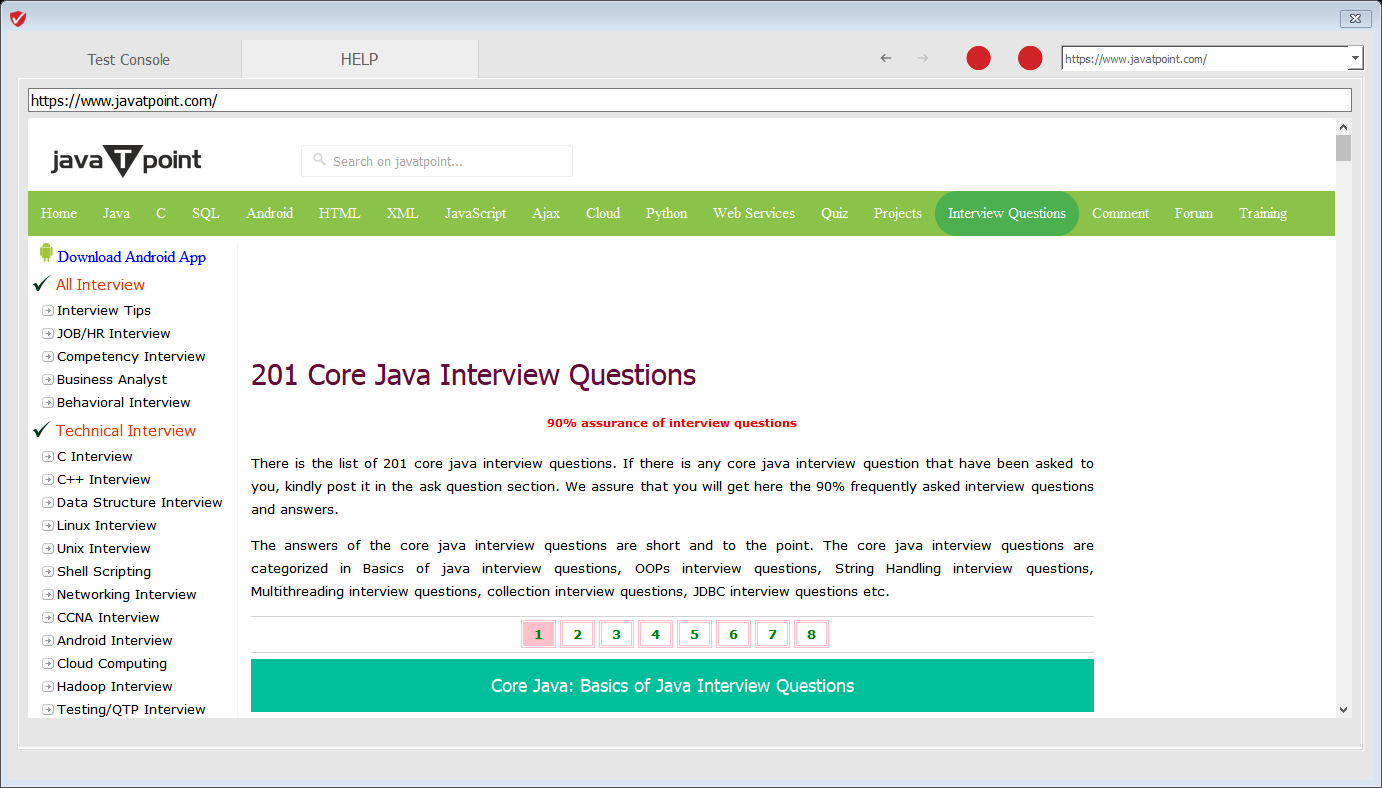 Test Console
HELP
https://www.javatpoint.com/
https://www.javatpoint.com/
java T point
Search on javatpoint...
Home Java C SQL Android HTML XML JavaScript Ajax Cloud Python Web Services Quiz Projects Interview Questions Comment Forum Training
Download Android App
All Interview
Interview Tips
JOB/HR Interview
Competency Interview
Business Analyst
Behavioral Interview
Technical Interview
C Interview
C++ Interview
Data Structure Interview
Linux Interview
Unix Interview
Shell Scripting
Networking Interview
CCNA Interview
Android Interview
Cloud Computing
Hadoop Interview
Testing/QTP Interview
201 Core Java Interview Questions
90% assurance of interview questions
There is the list of 201 core java interview questions. If there is any core java interview question that have been asked to
you, kindly post it in the ask question section. We assure that you will get here the 90% frequently asked interview questions
and answers.
The answers of the core java interview questions are short and to the point. The core java interview questions are
categorized in Basics of java interview questions, OOPs interview questions, String Handling interview questions,
Multithreading interview questions, collection interview questions, JDBC interview questions etc.
1 2 3 4 5 6 7 8
Core Java: Basics of Java Interview Questions